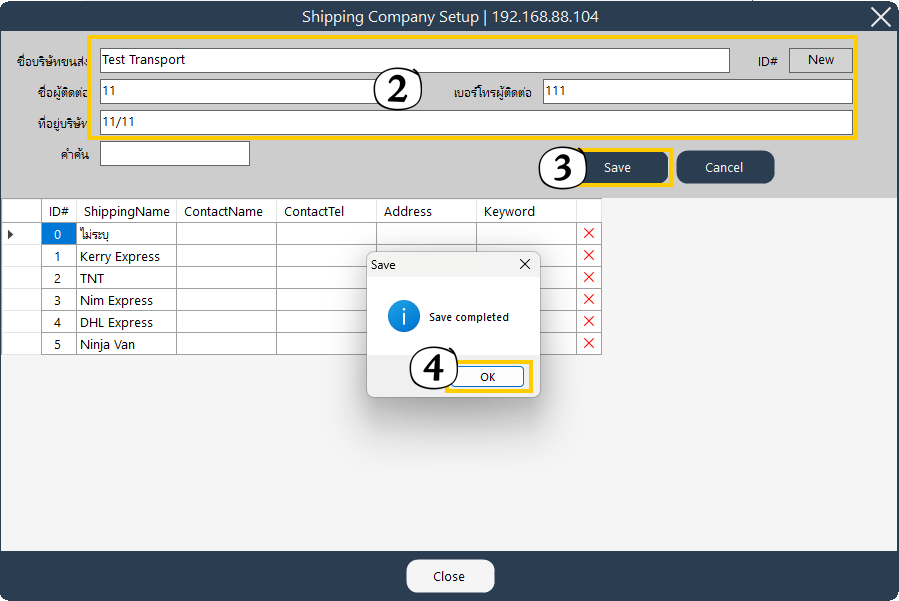 Shipping Company Setup | 192.168.88.104
ชื่อบริษัทขนส่ง Test Transport ID# New
ชื่อผู้ติดต่อ 11 2 เบอร์โทรผู้ติดต่อ 111
ที่อยู่บริษัท 11/11
คำค้น 3 Save Cancel
ID# ShippingName ContactName ContactTel Address Keyword
0 ไม่ระบุ
1 Kerry Express
2 TNT
3 Nim Express
4 DHL Express
5 Ninja Van
Save
Save completed
4 OK
Close